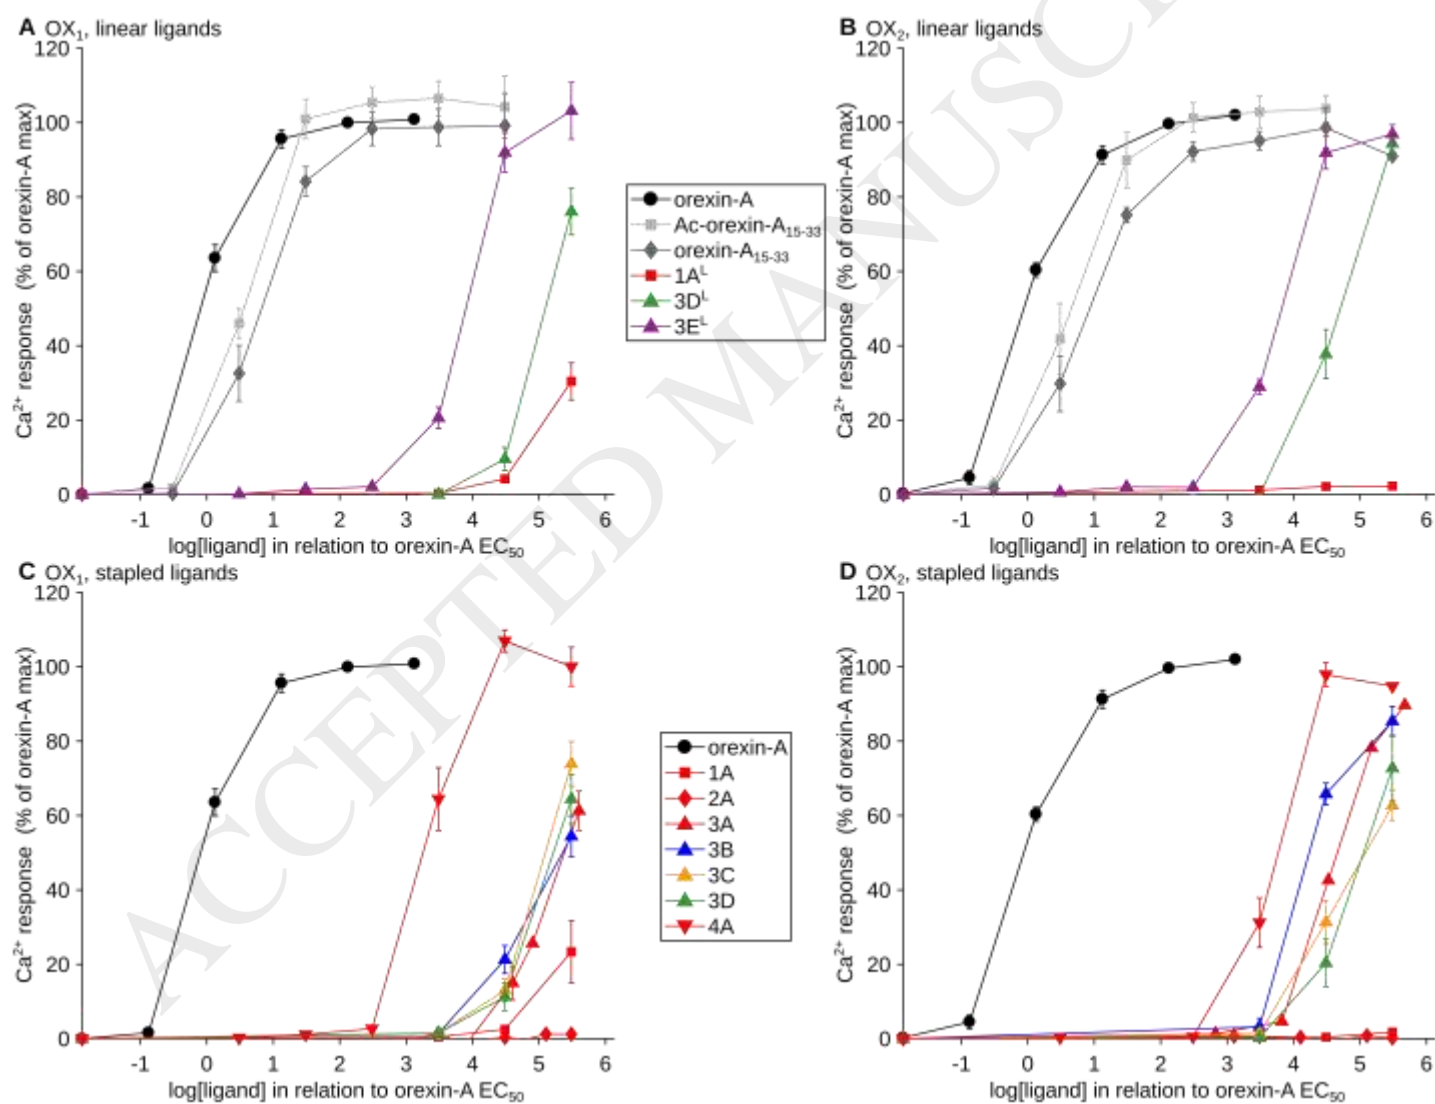 A OX₁, linear ligands
120
100
80
60
40
20
0
Ca²⁺ response (% of orexin-A max)
-1 0 1 2 3 4 5 6
log[ligand] in relation to orexin-A EC₅₀
B OX₂, linear ligands
120
100
80
60
40
20
0
Ca²⁺ response (% of orexin-A max)
-1 0 1 2 3 4 5 6
log[ligand] in relation to orexin-A EC₅₀
orexin-A
Ac-orexin-A₁₅₋₃₃
orexin-A₁₅₋₃₃
1Aᴸ
3Dᴸ
3Eᴸ
C OX₁, stapled ligands
120
100
80
60
40
20
0
Ca²⁺ response (% of orexin-A max)
-1 0 1 2 3 4 5 6
log[ligand] in relation to orexin-A EC₅₀
D OX₂, stapled ligands
120
100
80
60
40
20
0
Ca²⁺ response (% of orexin-A max)
-1 0 1 2 3 4 5 6
log[ligand] in relation to orexin-A EC₅₀
orexin-A
1A
2A
3A
3B
3C
3D
4A
ACCEPTED MANUSC